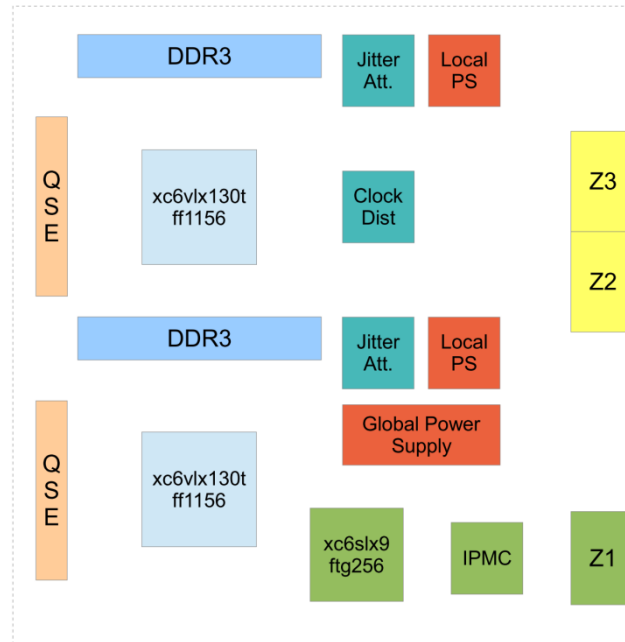 DDR3
Jitter
Att.
Local
PS
Q
S
E
xc6vlx130t
ff1156
Clock
Dist
Z3
Z2
DDR3
Jitter
Att.
Local
PS
Global Power
Supply
Q
S
E
xc6vlx130t
ff1156
xc6slx9
ftg256
IPMC
Z1